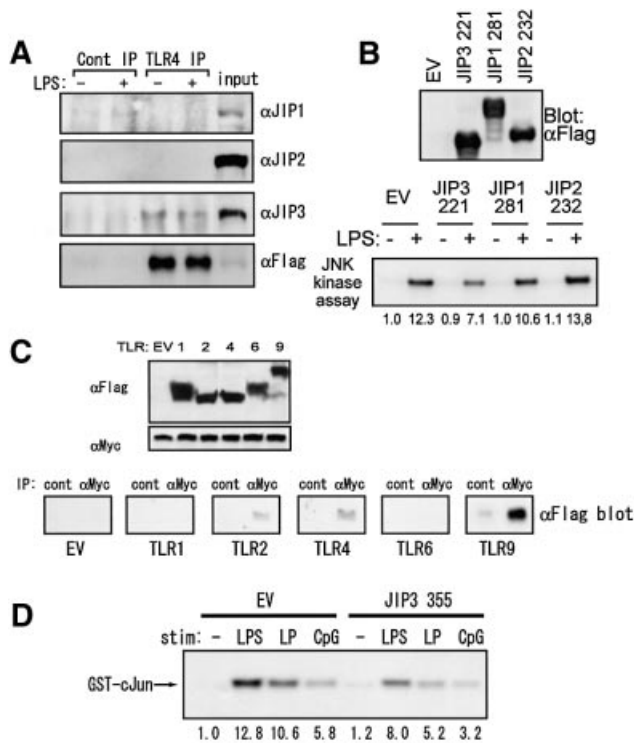 A
Cont IP TLR4 IP
LPS: - + - + input
αJIP1
αJIP2
αJIP3
αFlag
B
EV
JIP3 221
JIP1 281
JIP2 232
Blot:
αFlag
EV JIP3 221 JIP1 281 JIP2 232
LPS: - + - + - + - +
JNK
kinase
assay
1.0 12.3 0.9 7.1 1.0 10.6 1.1 13,8
C
TLR: EV 1 2 4 6 9
αFlag
αMyc
IP: cont αMyc cont αMyc cont αMyc cont αMyc cont αMyc cont αMyc
αFlag blot
EV TLR1 TLR2 TLR4 TLR6 TLR9
D
EV JIP3 355
stim: - LPS LP CpG - LPS LP CpG
GST-cJun→
1.0 12.8 10.6 5.8 1.2 8.0 5.2 3.2